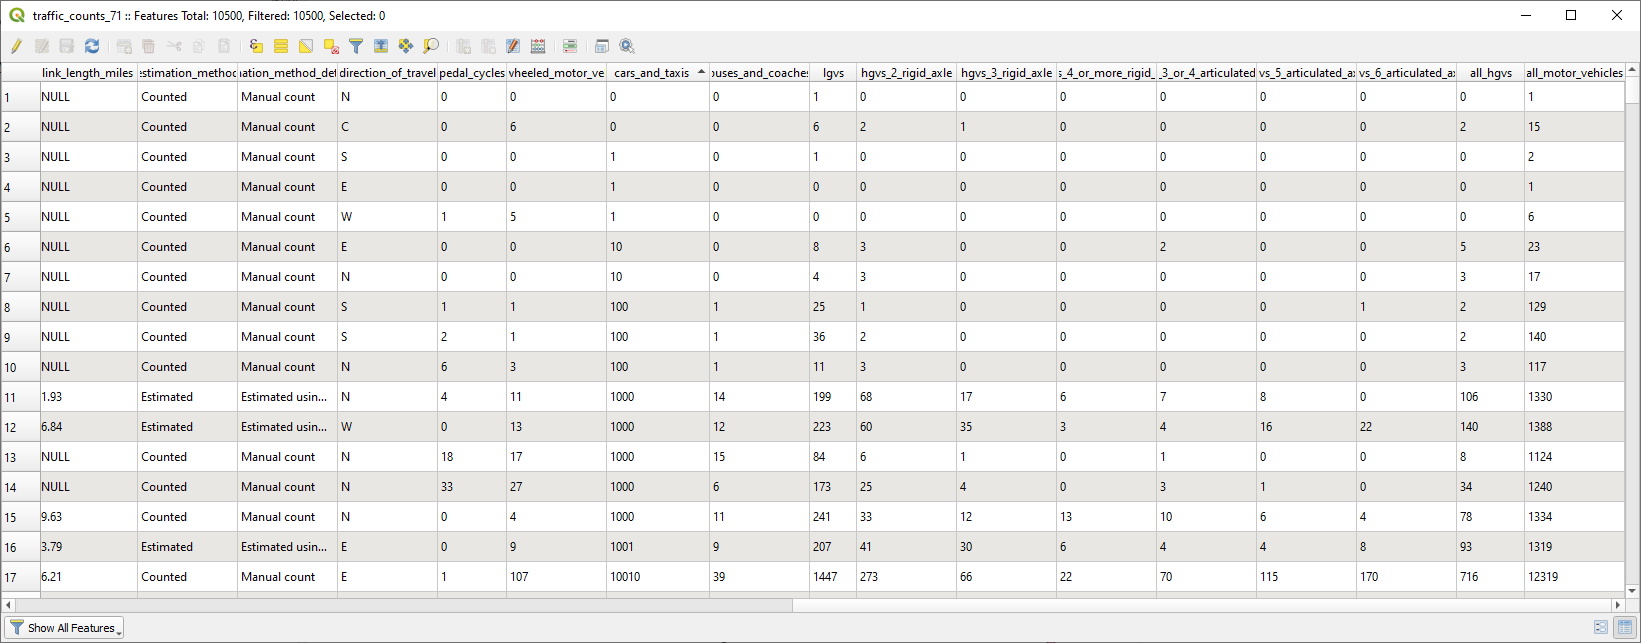 traffic_counts_71 :: Features Total: 10500, Filtered: 10500, Selected: 0
link_length_miles estimation_method ation_method_det direction_of_travel pedal_cycles wheeled_motor_ve cars_and_taxis buses_and_coaches lgvs hgvs_2_rigid_axle hgvs_3_rigid_axle s_4_or_more_rigid_ _3_or_4_articulated vs_5_articulated_ax vs_6_articulated_ax all_hgvs all_motor_vehicles
1 NULL Counted Manual count N 0 0 0 0 1 0 0 0 0 0 0 0 1
2 NULL Counted Manual count C 0 6 0 0 6 2 1 0 0 0 0 2 15
3 NULL Counted Manual count S 0 0 1 0 1 0 0 0 0 0 0 0 2
4 NULL Counted Manual count E 0 0 1 0 0 0 0 0 0 0 0 0 1
5 NULL Counted Manual count W 1 5 1 0 0 0 0 0 0 0 0 0 6
6 NULL Counted Manual count E 0 0 10 0 8 3 0 0 2 0 0 5 23
7 NULL Counted Manual count N 0 0 10 0 4 3 0 0 0 0 0 3 17
8 NULL Counted Manual count S 1 1 100 1 25 1 0 0 0 0 1 2 129
9 NULL Counted Manual count S 2 1 100 1 36 2 0 0 0 0 0 2 140
10 NULL Counted Manual count N 6 3 100 1 11 3 0 0 0 0 0 3 117
11 1.93 Estimated Estimated usin... N 4 11 1000 14 199 68 17 6 7 8 0 106 1330
12 6.84 Estimated Estimated usin... W 0 13 1000 12 223 60 35 3 4 16 22 140 1388
13 NULL Counted Manual count N 18 17 1000 15 84 6 1 0 1 0 0 8 1124
14 NULL Counted Manual count N 33 27 1000 6 173 25 4 0 3 1 0 34 1240
15 9.63 Counted Manual count N 0 4 1000 11 241 33 12 13 10 6 4 78 1334
16 3.79 Estimated Estimated usin... E 0 9 1001 9 207 41 30 6 4 4 8 93 1319
17 6.21 Counted Manual count E 1 107 10010 39 1447 273 66 22 70 115 170 716 12319
Show All Features